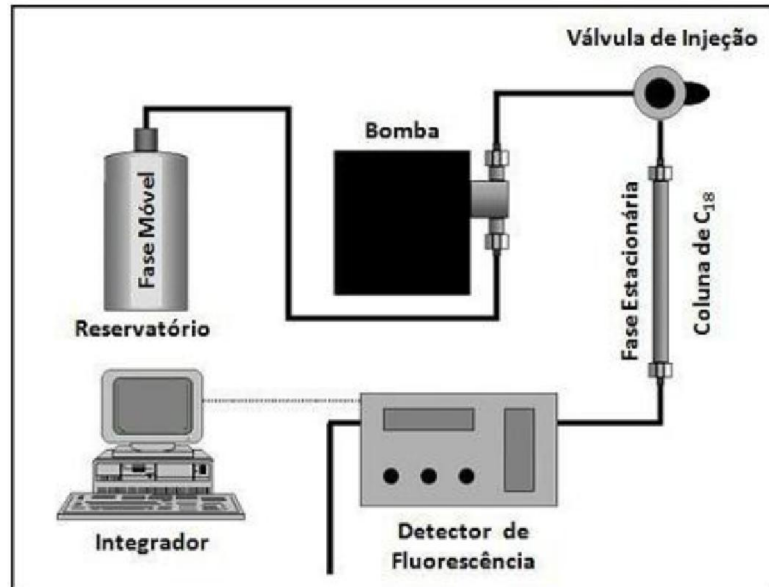 Válvula de Injeção
Bomba
Fase Móvel
Reservatório
Fase Estacionária
Coluna de C₁₈
Integrador
Detector de
Fluorescência